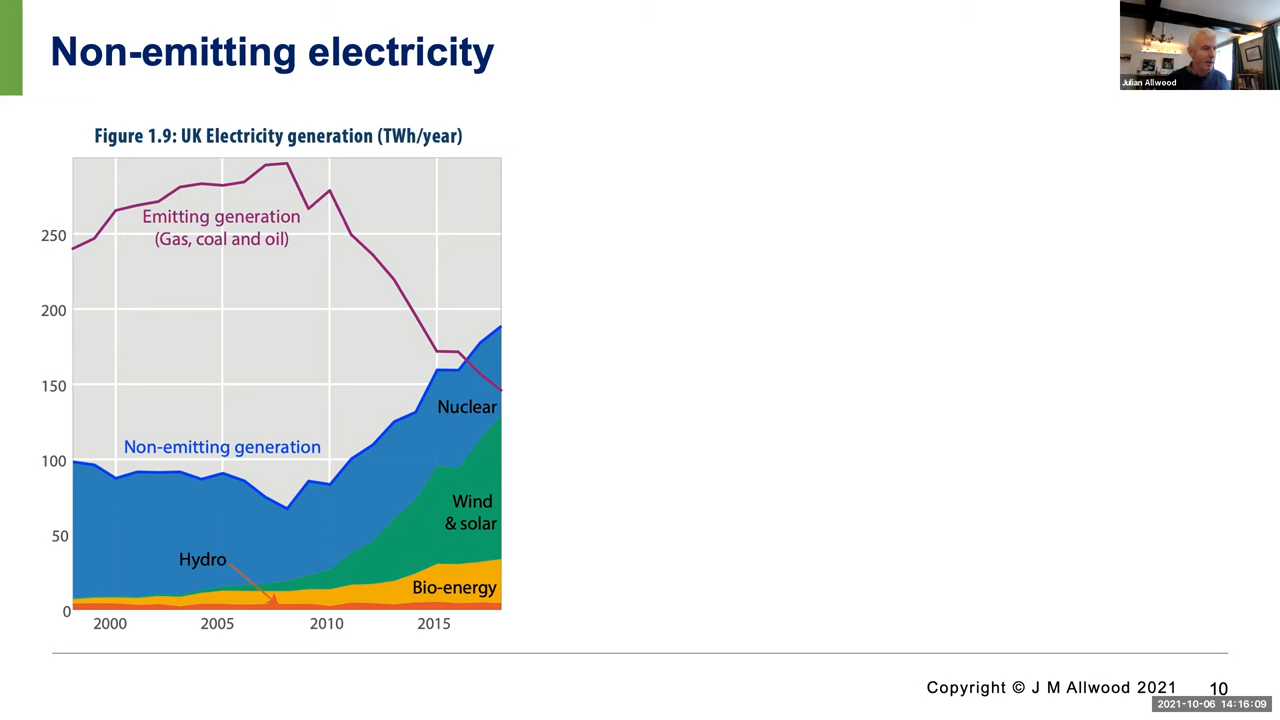 Non-emitting electricity
Julian Allwood
Figure 1.9: UK Electricity generation (TWh/year)
Emitting generation
(Gas, coal and oil)
250
200
150
100
50
0
Non-emitting generation
Nuclear
Wind
& solar
Hydro
Bio-energy
2000 2005 2010 2015
Copyright © J M Allwood 2021 10
2021-10-06 14:16:09